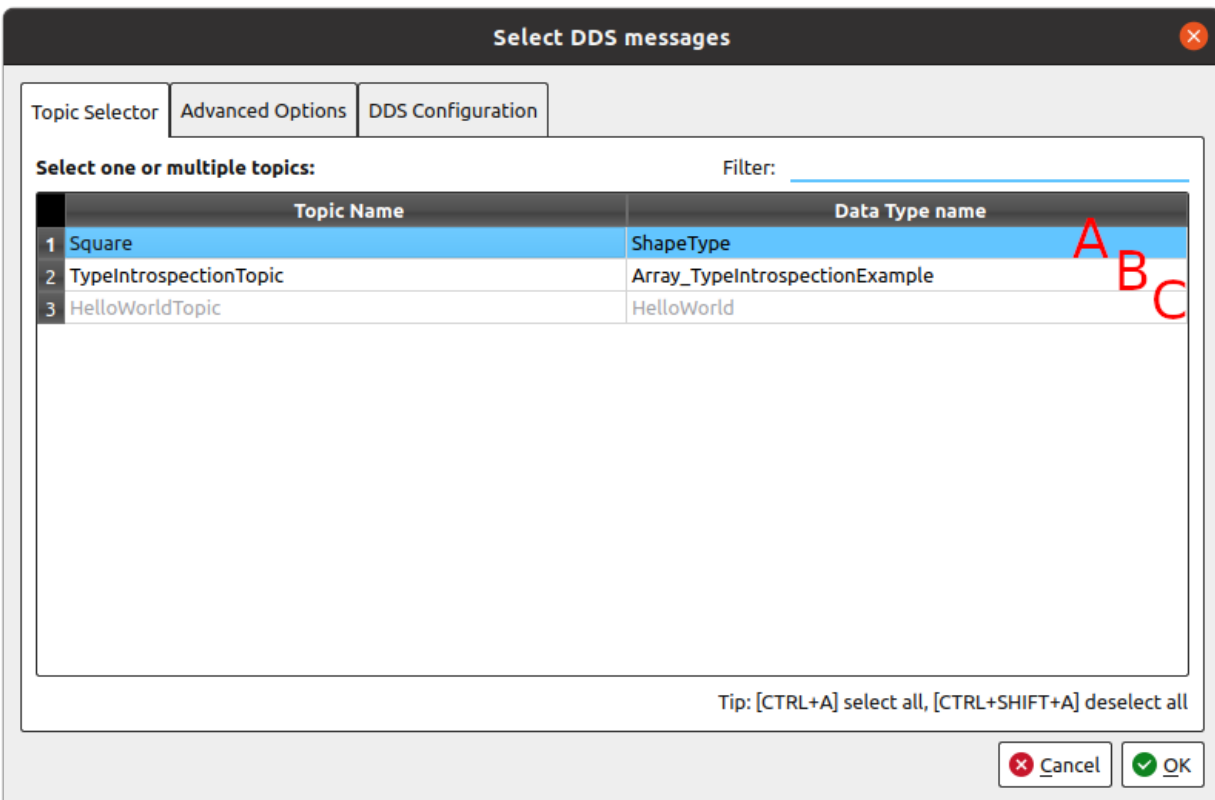 Select DDS messages
Topic Selector Advanced Options DDS Configuration
Select one or multiple topics: Filter:
Topic Name Data Type name
1 Square ShapeType A
2 TypeIntrospectionTopic Array_TypeIntrospectionExample B
3 HelloWorldTopic HelloWorld C
Tip: [CTRL+A] select all, [CTRL+SHIFT+A] deselect all
Cancel OK